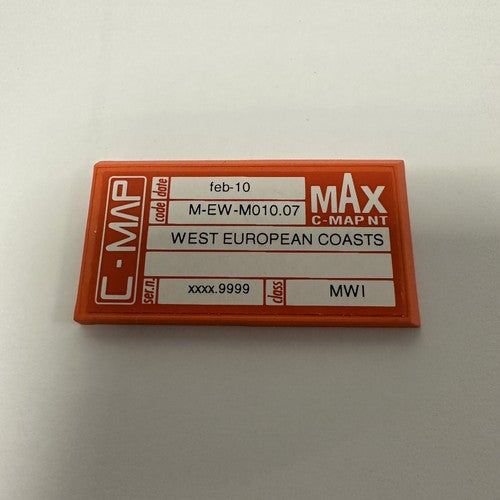 C-MAP
date feb-10
code M-EW-M010.07
MAX
C-MAP NT
WEST EUROPEAN COASTS
ser.n. xxxx.9999 class MWI